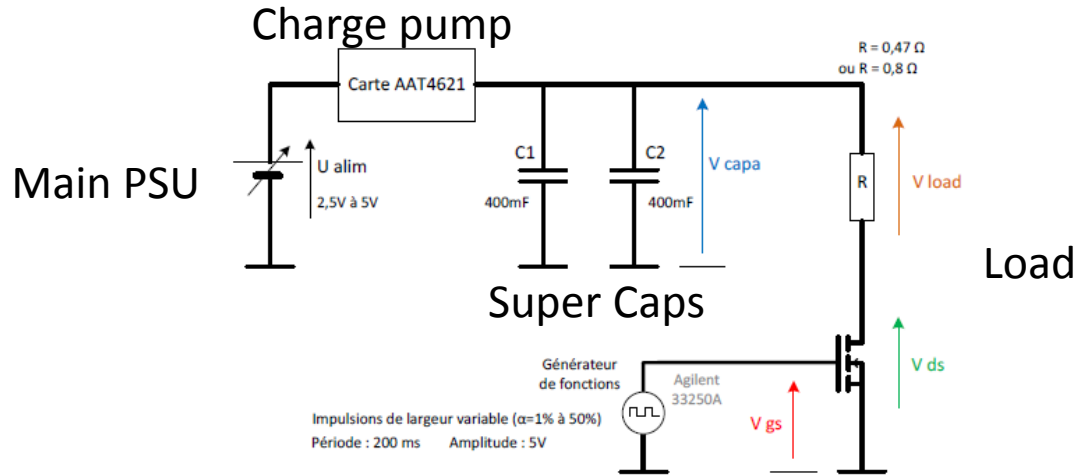 Charge pump
R = 0,47 Ω
ou R = 0,8 Ω
Carte AAT4621
Main PSU
U alim
2,5V à 5V
C1
400mF
C2
400mF
V capa
R
V load
Load
Super Caps
V ds
Générateur
de fonctions
Agilent
33250A
V gs
Impulsions de largeur variable (α=1% à 50%)
Période : 200 ms Amplitude : 5V